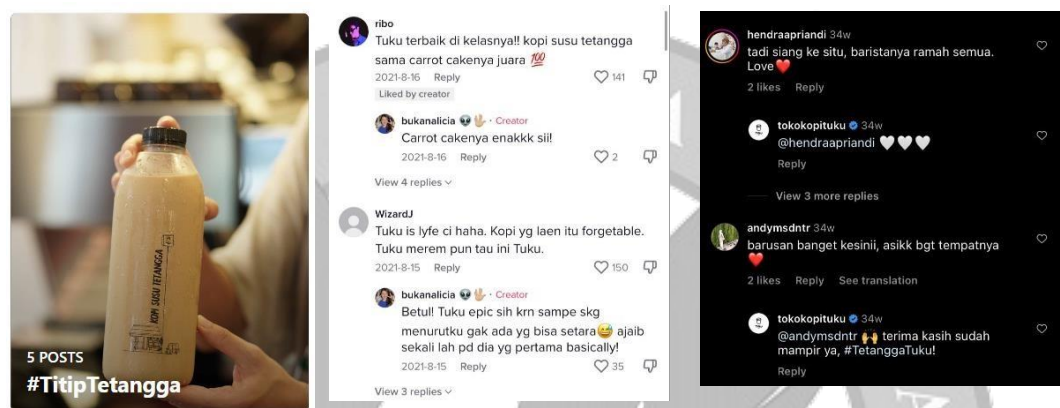 KOPI SUSU TETANGGA
5 POSTS
#TitipTetangga
ribo
Tuku terbaik di kelasnya!! kopi susu tetangga
sama carrot cakenya juara 💯
2021-8-16 Reply 141
Liked by creator
bukanalicia 👽🤟🏻 · Creator
Carrot cakenya enakkk sii!
2021-8-16 Reply 2
View 4 replies
WizardJ
Tuku is lyfe ci haha. Kopi yg laen itu forgetable.
Tuku merem pun tau ini Tuku.
2021-8-15 Reply 150
bukanalicia 👽🤟🏻 · Creator
Betul! Tuku epic sih krn sampe skg
menurutku gak ada yg bisa setara😅 ajaib
sekali lah pd dia yg pertama basically!
2021-8-15 Reply 35
View 3 replies
hendraapriandi 34w
tadi siang ke situ, baristanya ramah semua.
Love❤️
2 likes Reply
tokokopituku 34w
@hendraapriandi 🤍🤍🤍
Reply
View 3 more replies
andymsdntr 34w
barusan banget kesinii, asikk bgt tempatnya
❤️
2 likes Reply See translation
tokokopituku 34w
@andymsdntr 🙌 terima kasih sudah
mampir ya, #TetanggaTuku!
Reply